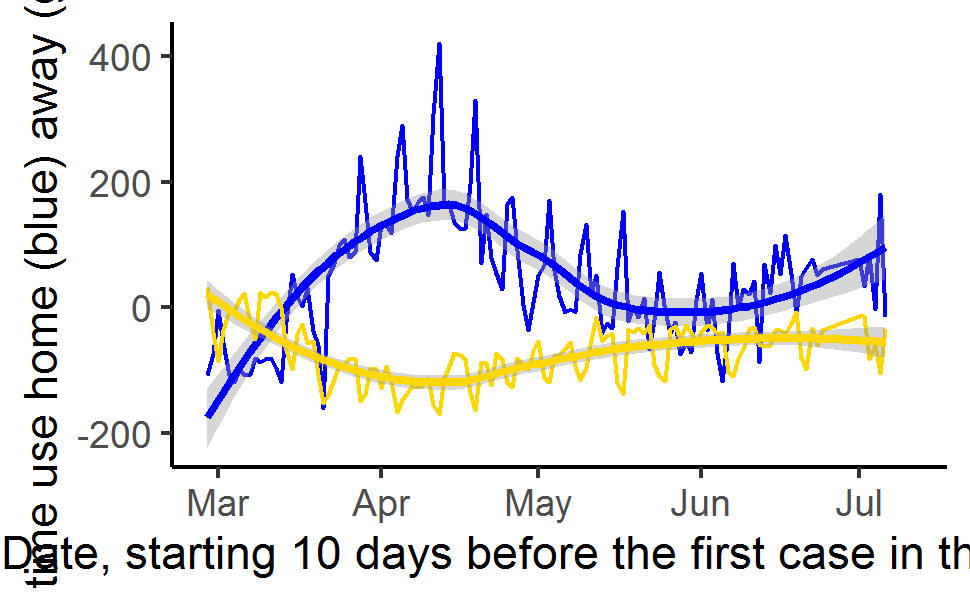 time use home (blue) away (
400
200
0
-200
Mar Apr May Jun Jul
Date, starting 10 days before the first case in th